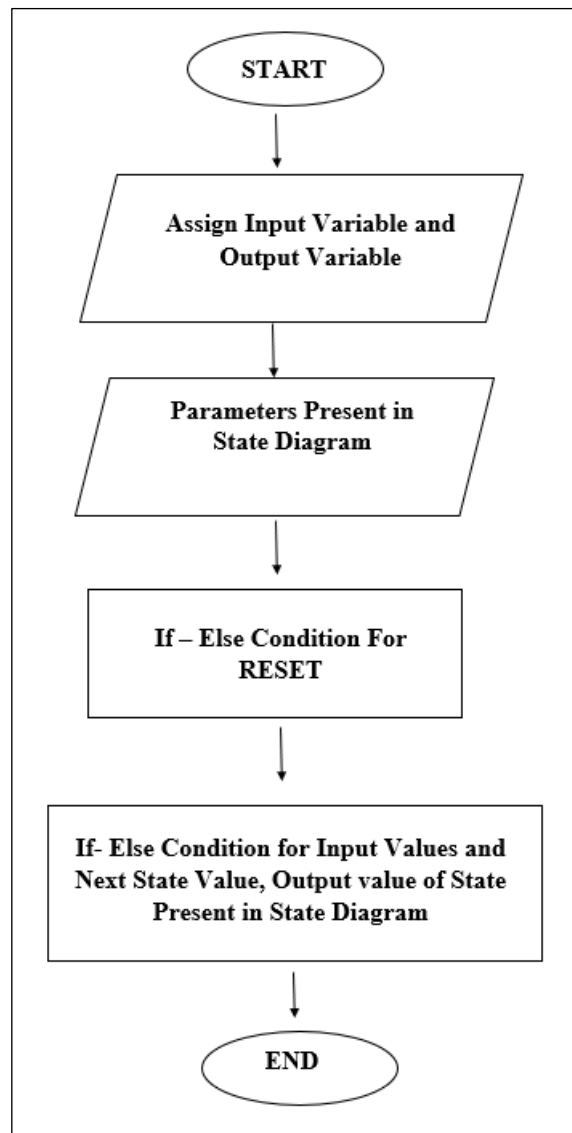 START
Assign Input Variable and
Output Variable
Parameters Present in
State Diagram
If – Else Condition For
RESET
If- Else Condition for Input Values and
Next State Value, Output value of State
Present in State Diagram
END